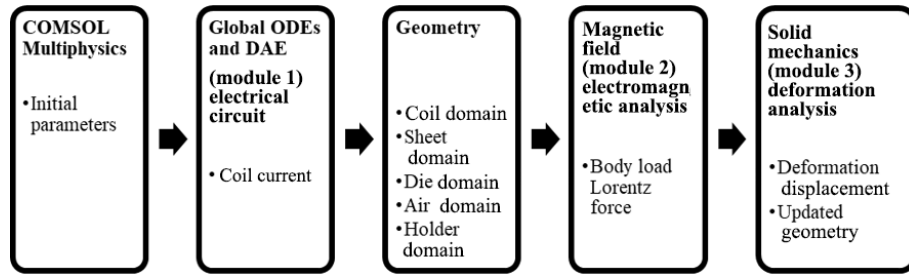 COMSOL
Multiphysics
•Initial
parameters
Global ODEs
and DAE
(module 1)
electrical
circuit
• Coil current
Geometry
•Coil domain
•Sheet
domain
•Die domain
•Air domain
•Holder
domain
Magnetic
field
(module 2)
electromagn
etic analysis
•Body load
Lorentz
force
Solid
mechanics
(module 3)
deformation
analysis
•Deformation
displacement
•Updated
geometry